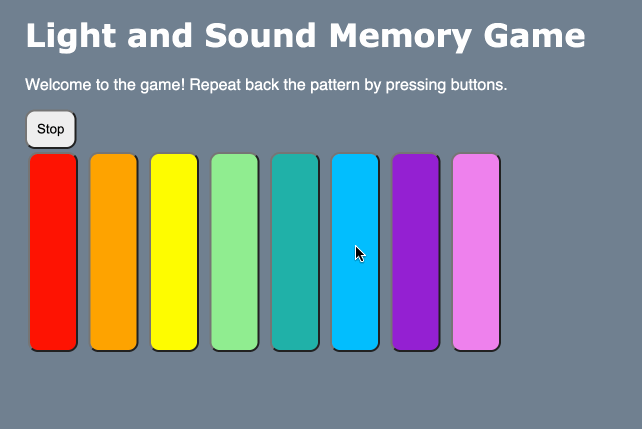 Light and Sound Memory Game
Welcome to the game! Repeat back the pattern by pressing buttons.
Stop